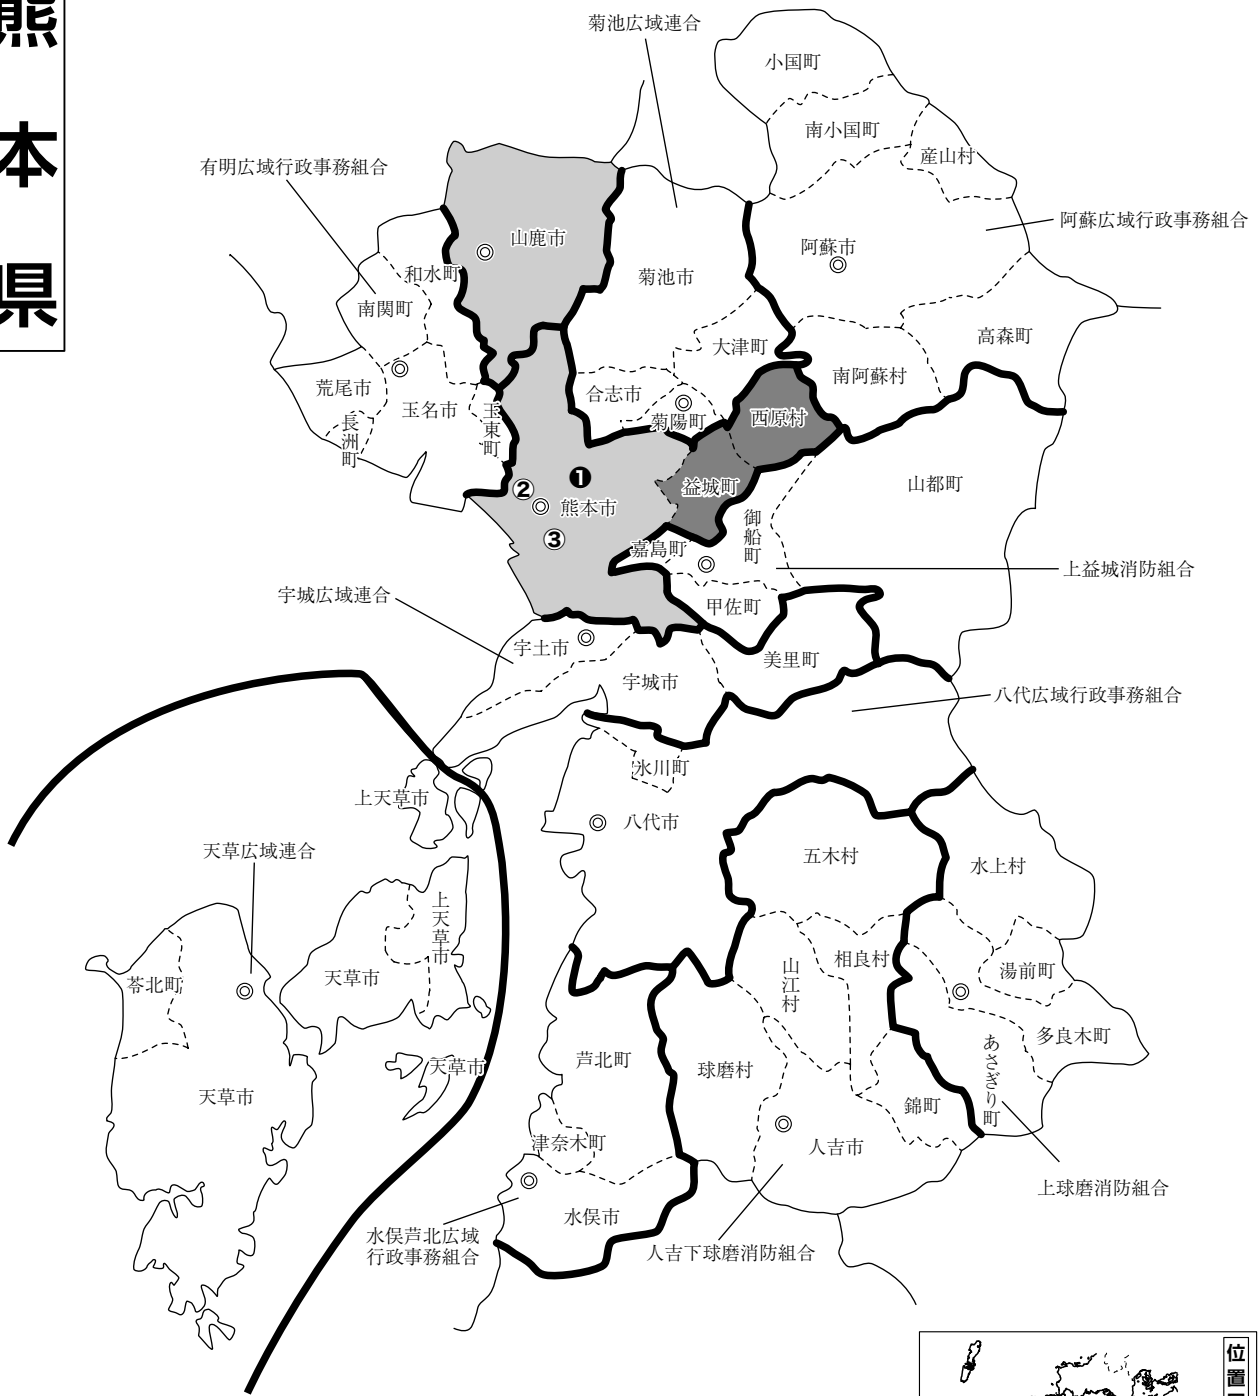 熊本県
菊池広域連合
小国町
南小国町
産山村
有明広域行政事務組合
阿蘇広域行政事務組合
山鹿市
阿蘇市
和水町
菊池市
南関町
高森町
大津町
南阿蘇村
荒尾市
合志市
玉名市
玉東町
菊陽町
西原村
長洲町
❶
益城町
山都町
②
熊本市
御船町
③
嘉島町
上益城消防組合
宇城広域連合
甲佐町
宇土市
美里町
宇城市
八代広域行政事務組合
氷川町
上天草市
八代市
天草広域連合
五木村
水上村
上天草市
相良村
山江村
湯前町
天草市
苓北町
多良木町
あさぎり町
芦北町
天草市
球磨村
天草市
錦町
津奈木町
人吉市
上球磨消防組合
水俣市
水俣芦北広域
行政事務組合
人吉下球磨消防組合
位置